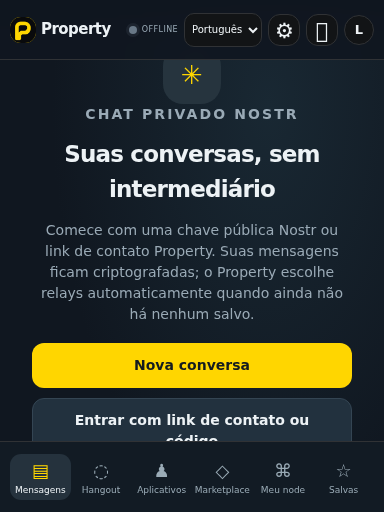 Property
OFFLINE
Português
L
CHAT PRIVADO NOSTR
Suas conversas, sem
intermediário
Comece com uma chave pública Nostr ou
link de contato Property. Suas mensagens
ficam criptografadas; o Property escolhe
relays automaticamente quando ainda não
há nenhum salvo.
Nova conversa
Entrar com link de contato ou
código
Mensagens
Hangout
Aplicativos
Marketplace
Meu node
Salvas